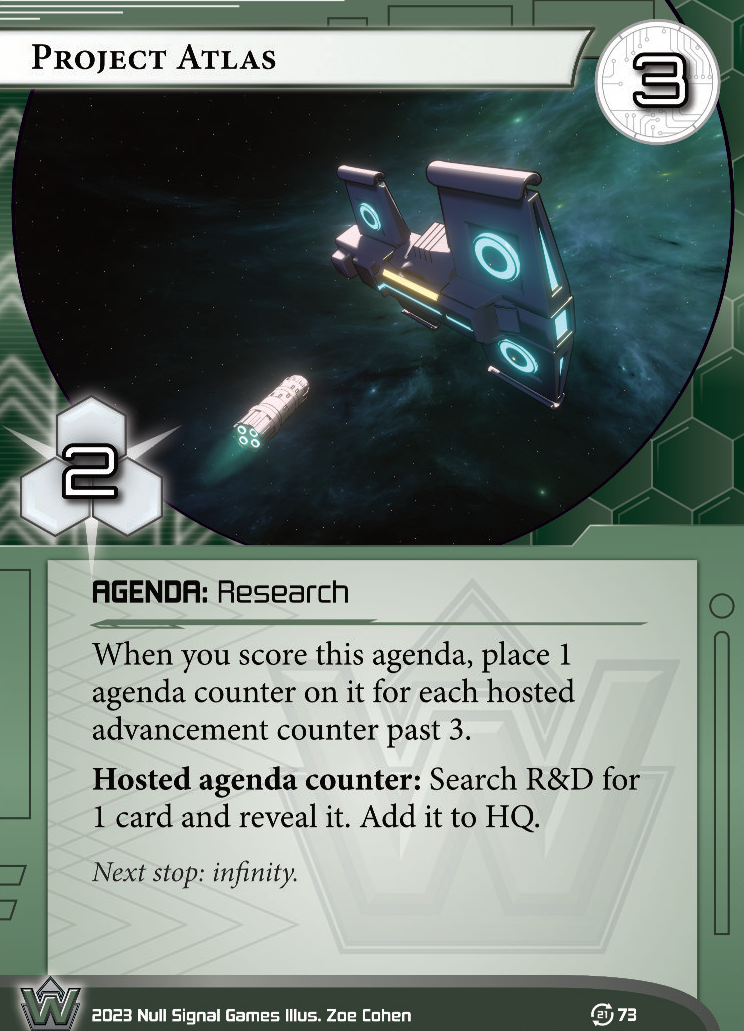 Project Atlas
3
2
AGENDA: Research
When you score this agenda, place 1
agenda counter on it for each hosted
advancement counter past 3.
Hosted agenda counter: Search R&D for
1 card and reveal it. Add it to HQ.
Next stop: infinity.
2023 Null Signal Games Illus. Zoe Cohen
21 73